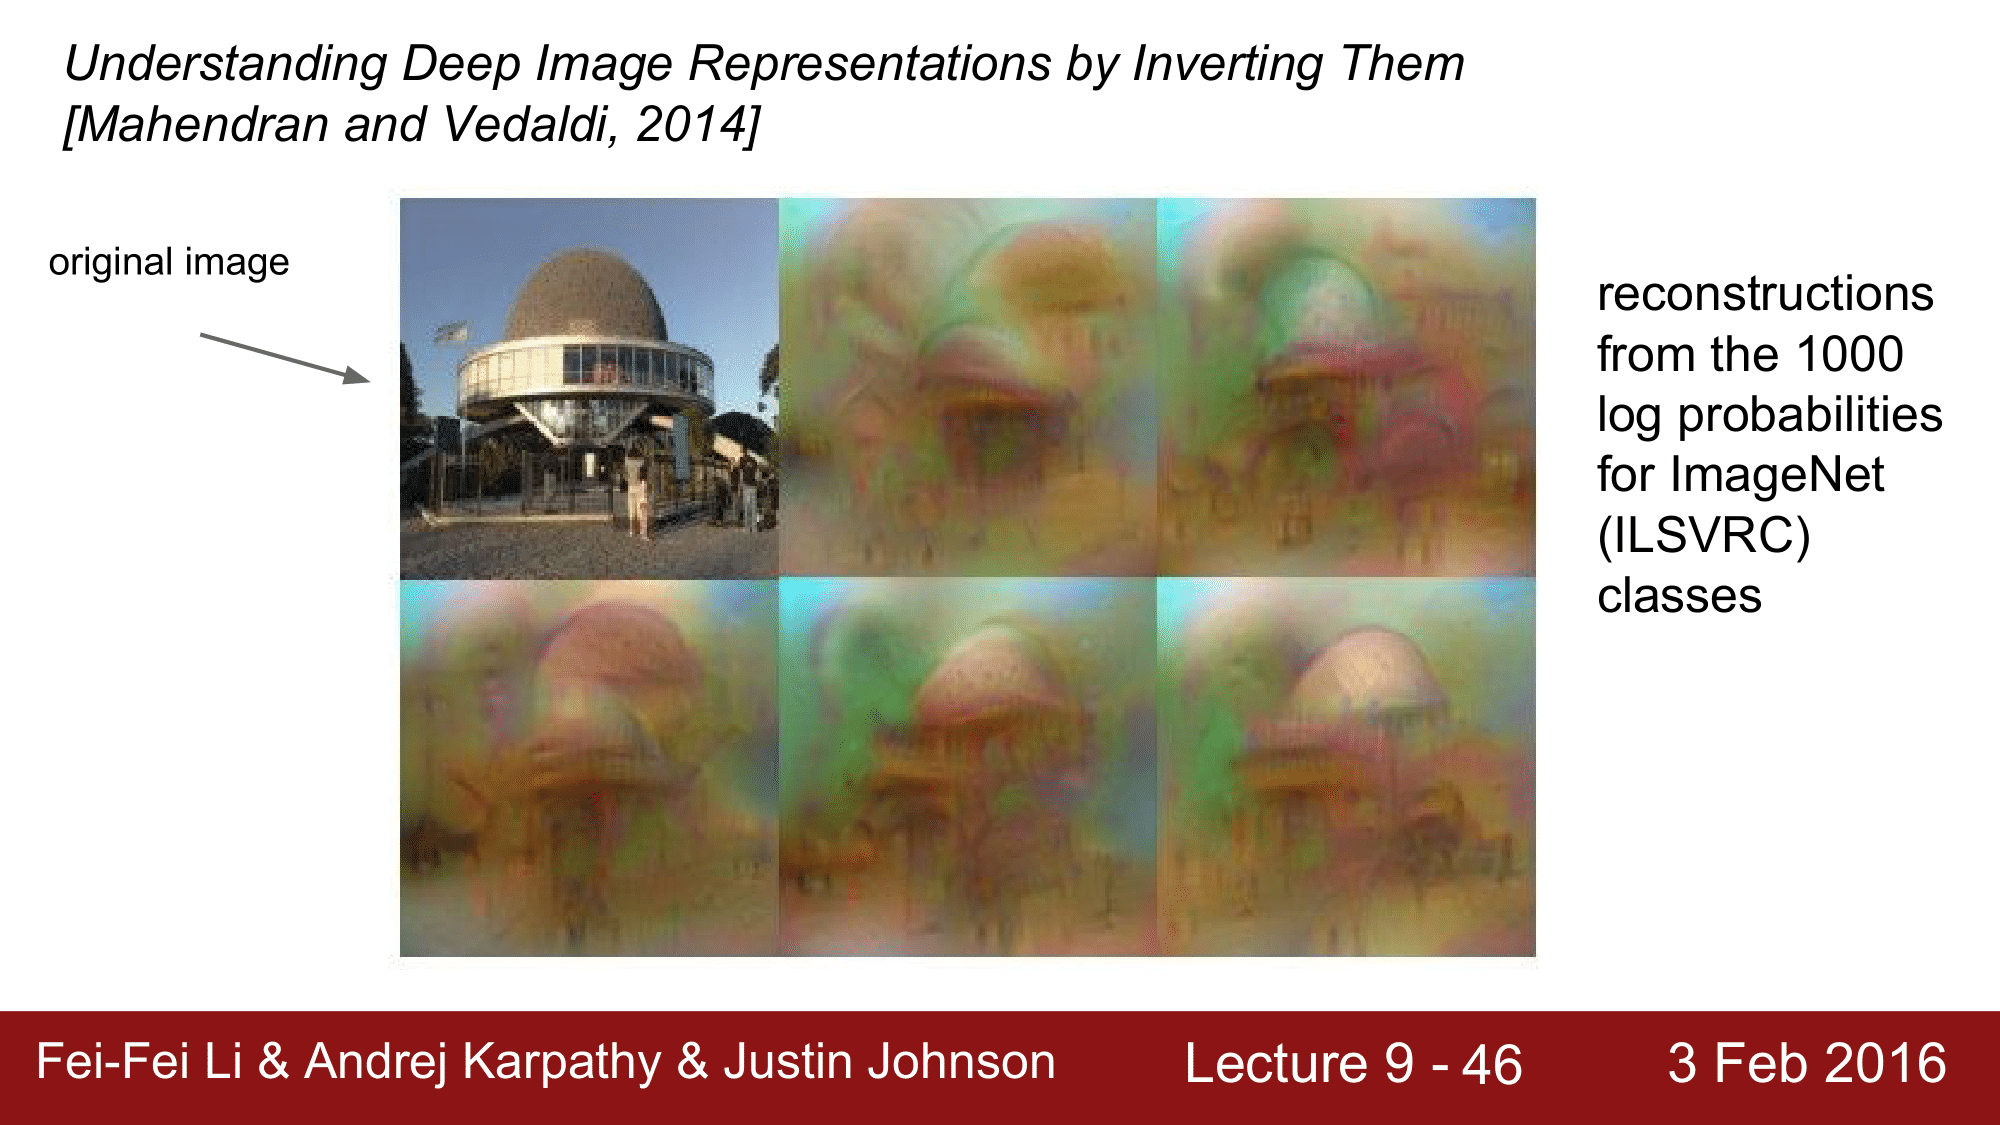 Understanding Deep Image Representations by Inverting Them
[Mahendran and Vedaldi, 2014]
original image
reconstructions
from the 1000
log probabilities
for ImageNet
(ILSVRC)
classes
Fei-Fei Li & Andrej Karpathy & Justin Johnson
Lecture 9 - 46
3 Feb 2016